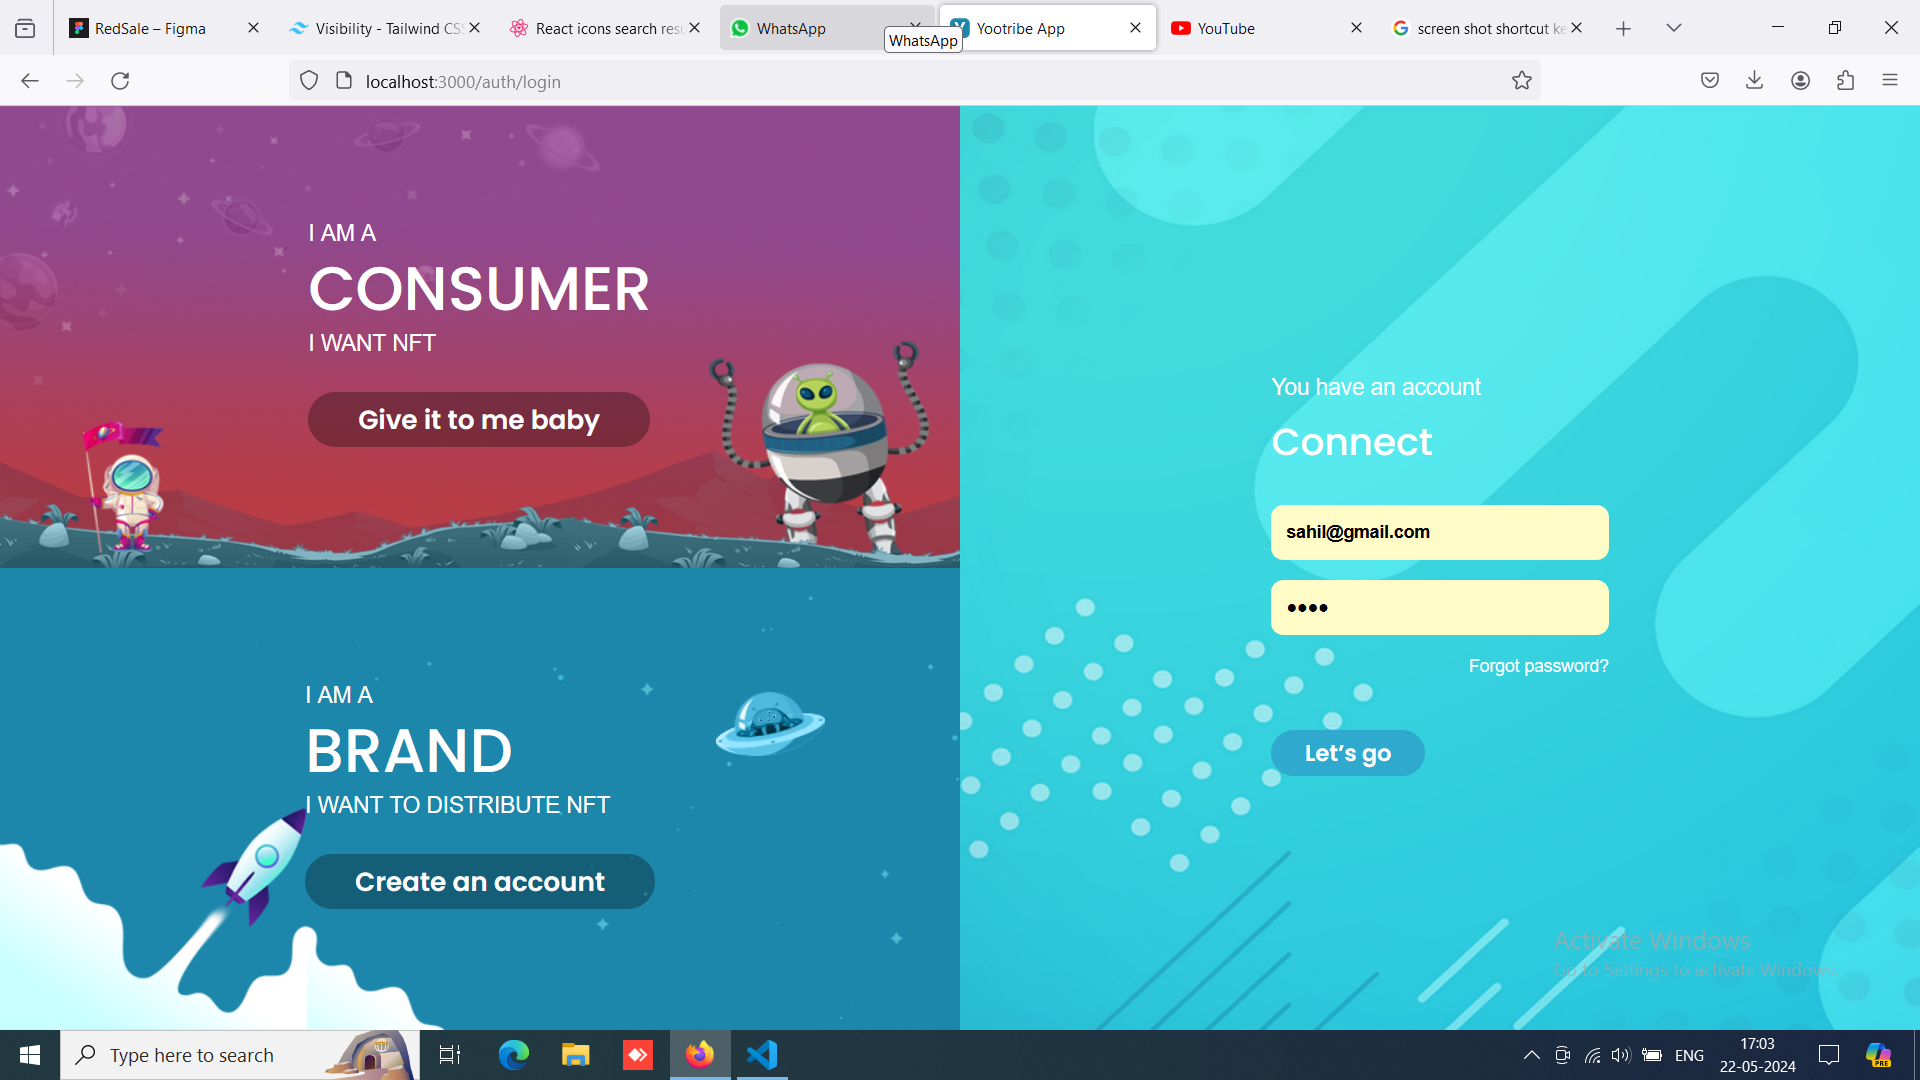 RedSale – Figma
Visibility - Tailwind CSS
React icons search resu
WhatsApp
WhatsApp
Yootribe App
YouTube
screen shot shortcut ke
localhost:3000/auth/login
I AM A
CONSUMER
I WANT NFT
Give it to me baby
I AM A
BRAND
I WANT TO DISTRIBUTE NFT
Create an account
You have an account
Connect
sahil@gmail.com
••••
Forgot password?
Let’s go
Activate Windows
Go to Settings to activate Windows.
Type here to search
ENG
17:03
22-05-2024
PRE